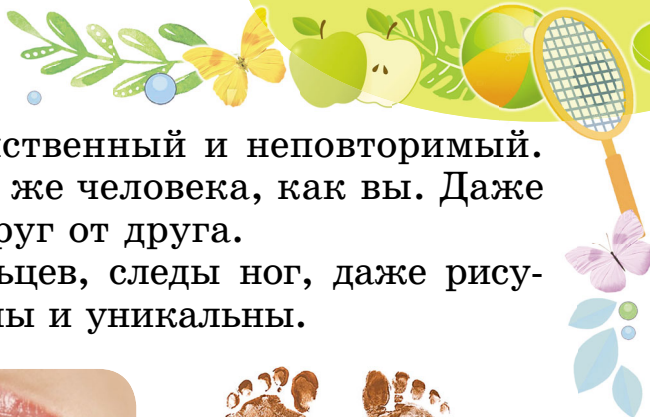 ственный и неповторимый.
же человека, как вы. Даже
руг от друга.
ьцев, следы ног, даже рису-
ны и уникальны.